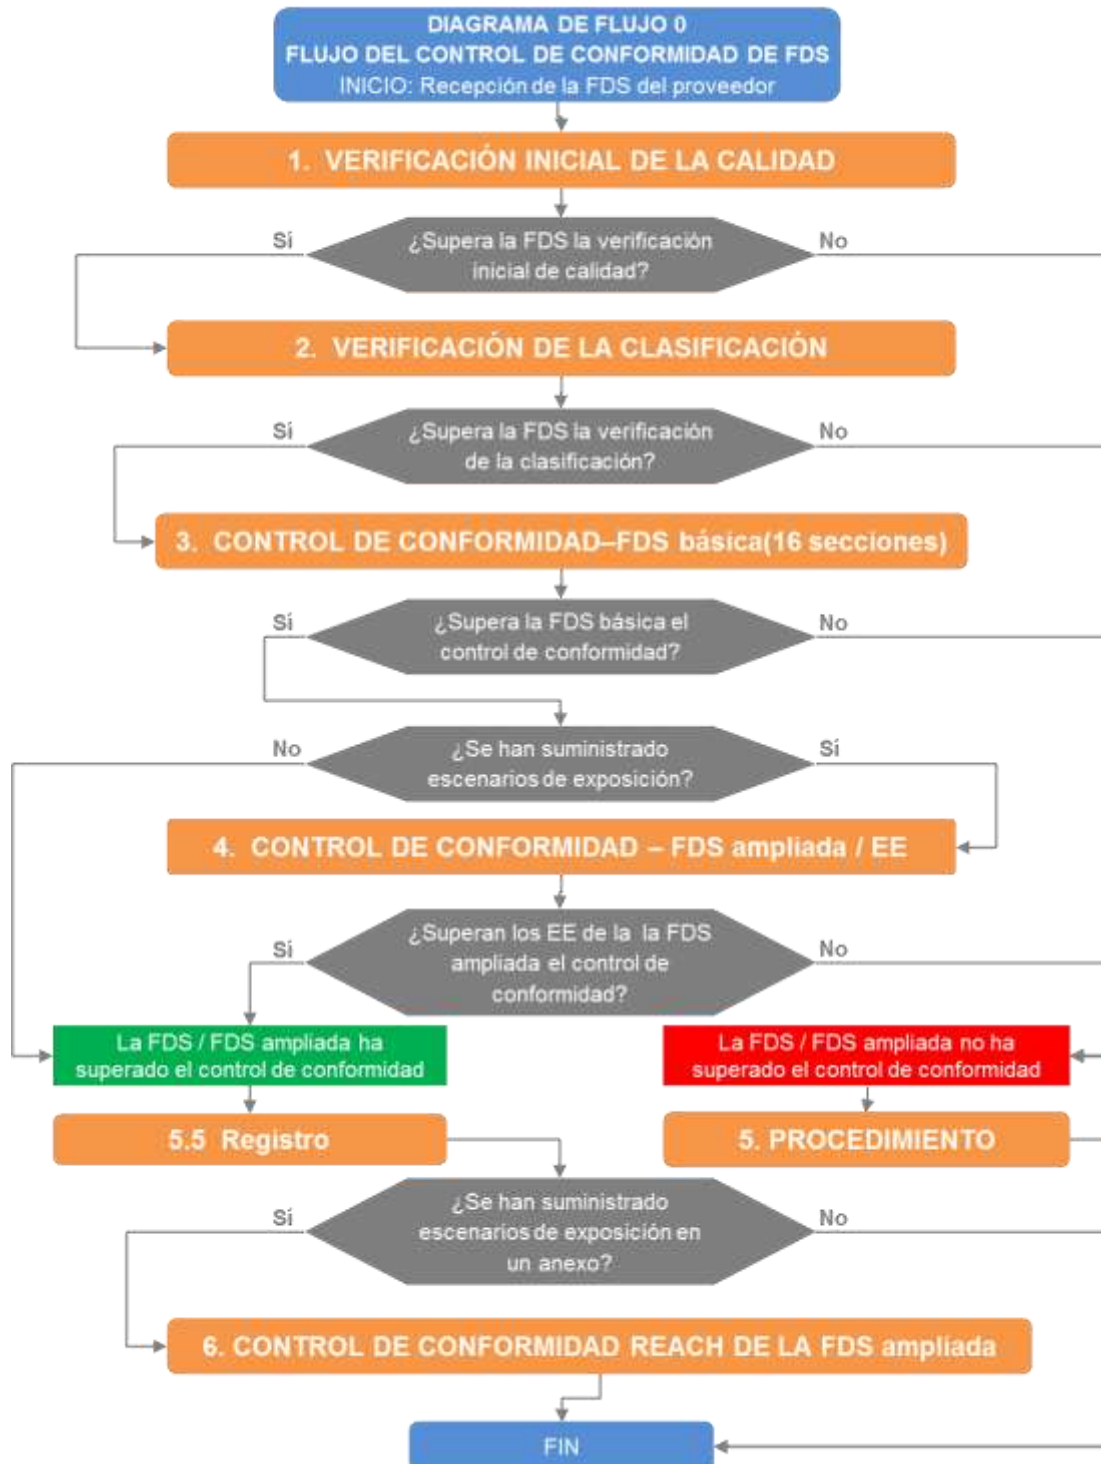 DIAGRAMA DE FLUJO 0
FLUJO DEL CONTROL DE CONFORMIDAD DE FDS
INICIO: Recepción de la FDS del proveedor
1. VERIFICACIÓN INICIAL DE LA CALIDAD
Sí
¿Supera la FDS la verificación
inicial de calidad?
No
2. VERIFICACIÓN DE LA CLASIFICACIÓN
Sí
¿Supera la FDS la verificación
de la clasificación?
No
3. CONTROL DE CONFORMIDAD–FDS básica(16 secciones)
Sí
¿Supera la FDS básica el
control de conformidad?
No
No
¿Se han suministrado
escenarios de exposición?
Sí
4. CONTROL DE CONFORMIDAD – FDS ampliada / EE
Sí
¿Superan los EE de la la FDS
ampliada el control de
conformidad?
No
La FDS / FDS ampliada ha
superado el control de conformidad
La FDS / FDS ampliada no ha
superado el control de conformidad
5.5 Registro
5. PROCEDIMIENTO
Sí
¿Se han suministrado
escenarios de exposición en
un anexo?
No
6. CONTROL DE CONFORMIDAD REACH DE LA FDS ampliada
FIN